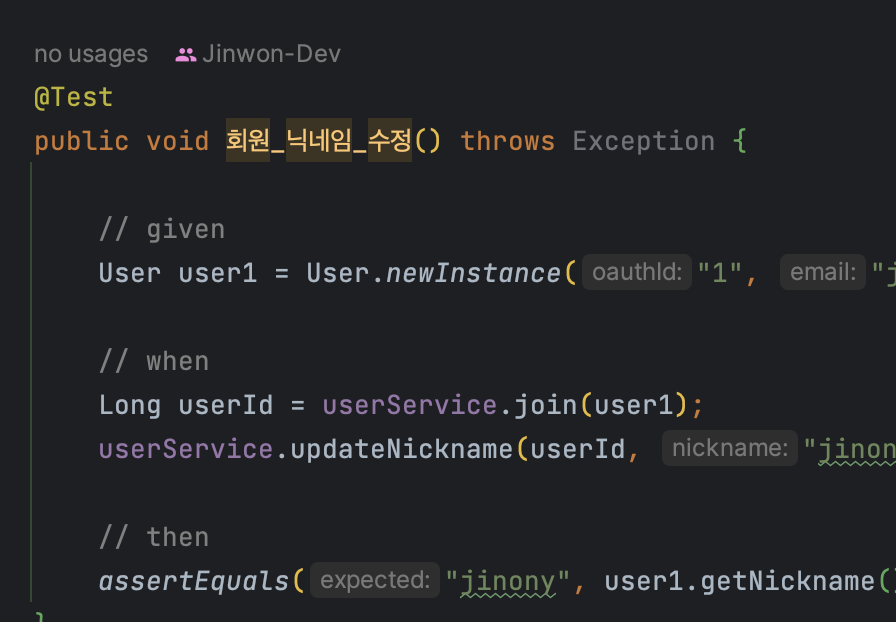 no usages Jinwon-Dev
@Test
public void 회원_닉네임_수정() throws Exception {
// given
User user1 = User.newInstance( oauthId: "1", email: "j
// when
Long userId = userService.join(user1);
userService.updateNickname(userId, nickname: "jinon
// then
assertEquals( expected: "jinony", user1.getNickname()
}